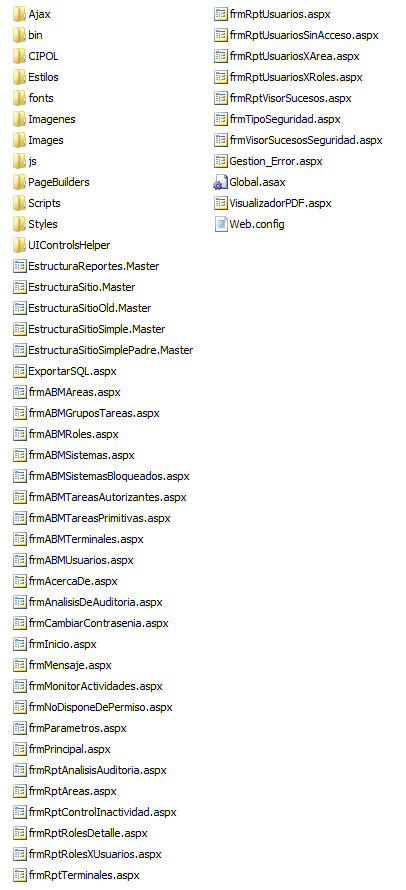 Ajax
bin
CIPOL
Estilos
fonts
Imagenes
Images
js
PageBuilders
Scripts
Styles
UIControlsHelper
EstructuraReportes.Master
EstructuraSitio.Master
EstructuraSitioOld.Master
EstructuraSitioSimple.Master
EstructuraSitioSimplePadre.Master
ExportarSQL.aspx
frmABMAreas.aspx
frmABMGruposTareas.aspx
frmABMRoles.aspx
frmABMSistemas.aspx
frmABMSistemasBloqueados.aspx
frmABMTareasAutorizantes.aspx
frmABMTareasPrimitivas.aspx
frmABMTerminales.aspx
frmABMUsuarios.aspx
frmAcercaDe.aspx
frmAnalisisDeAuditoria.aspx
frmCambiarContrasenia.aspx
frmInicio.aspx
frmMensaje.aspx
frmMonitorActividades.aspx
frmNoDisponeDePermiso.aspx
frmParametros.aspx
frmPrincipal.aspx
frmRptAnalisisAuditoria.aspx
frmRptAreas.aspx
frmRptControlInactividad.aspx
frmRptRolesDetalle.aspx
frmRptRolesXUsuarios.aspx
frmRptTerminales.aspx
frmRptUsuarios.aspx
frmRptUsuariosSinAcceso.aspx
frmRptUsuariosXArea.aspx
frmRptUsuariosXRoles.aspx
frmRptVisorSucesos.aspx
frmTipoSeguridad.aspx
frmVisorSucesosSeguridad.aspx
Gestion_Error.aspx
Global.asax
VisualizadorPDF.aspx
Web.config